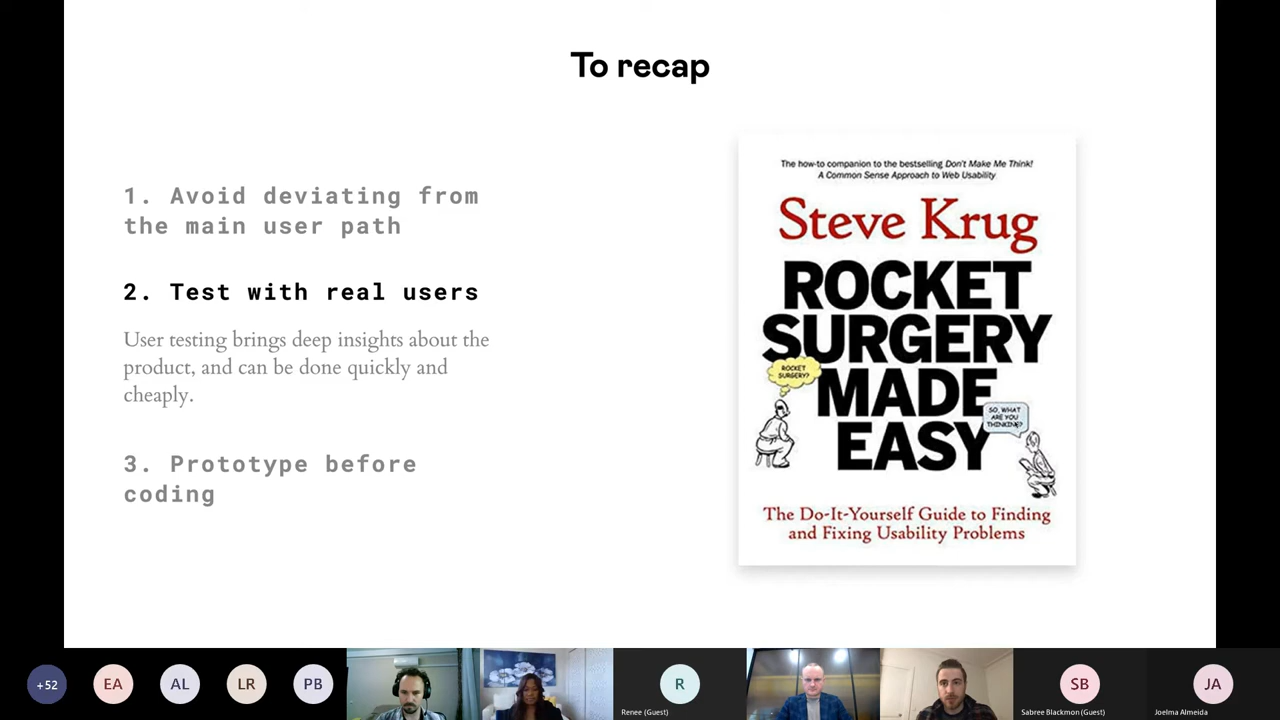 To recap
1. Avoid deviating from
the main user path
2. Test with real users
User testing brings deep insights about the
product, and can be done quickly and
cheaply.
3. Prototype before
coding
The how-to companion to the bestselling Don't Make Me Think!
A Common Sense Approach to Web Usability
Steve Krug
ROCKET
SURGERY
MADE
EASY
ROCKET
SURGERY?
SO, WHAT
ARE YOU
THINKING?
The Do-It-Yourself Guide to Finding
and Fixing Usability Problems
+52
EA
AL
LR
PB
R
Renee (Guest)
SB
Sabree Blackmon (Guest)
JA
Joelma Almeida